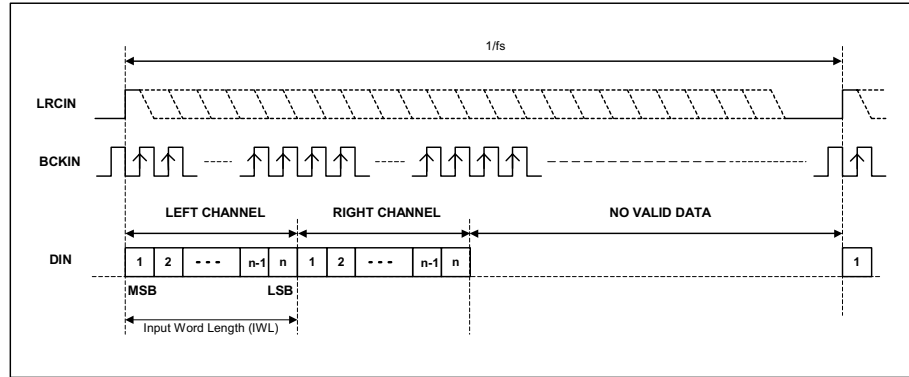 1/fs
LRCIN
BCKIN
LEFT CHANNEL RIGHT CHANNEL NO VALID DATA
DIN 1 2 - - - n-1 n 1 2 - - - n-1 n 1
MSB LSB
Input Word Length (IWL)